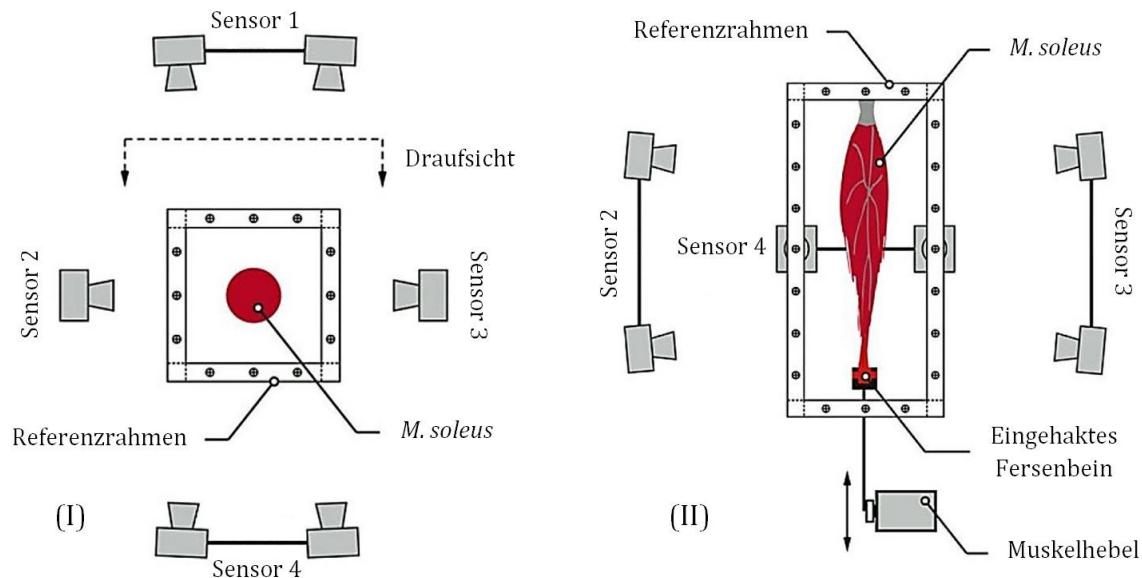 Sensor 1
Draufsicht
Sensor 2
Sensor 3
Referenzrahmen
M. soleus
(I)
Sensor 4
Referenzrahmen
M. soleus
Sensor 2
Sensor 4
Sensor 3
Eingehaktes
Fersenbein
(II)
Muskelhebel